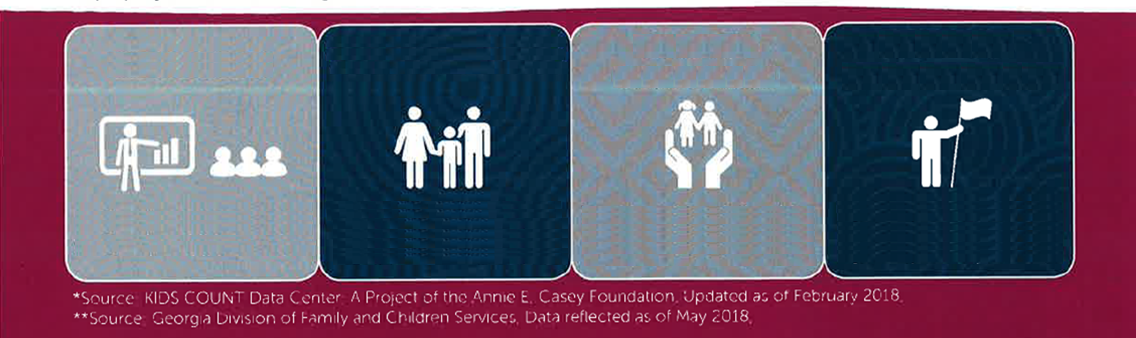 *Source: KIDS COUNT Data Center: A Project of the Annie E. Casey Foundation. Updated as of February 2018.
**Source: Georgia Division of Family and Children Services. Data reflected as of May 2018.